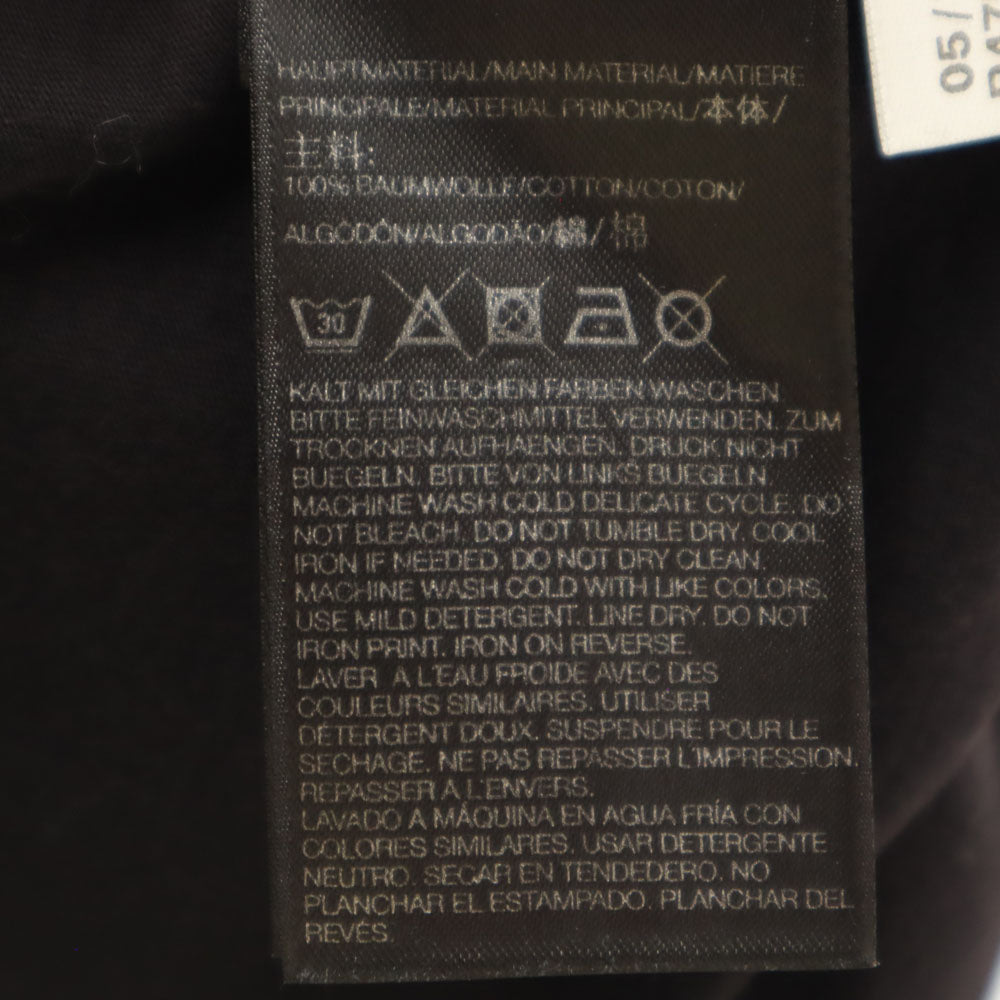 HAUPTMATERIAL/MAIN MATERIAL/MATIERE
PRINCIPALE/MATERIAL PRINCIPAL/本体/
主料:
100% BAUMWOLLE/COTTON/COTON/
ALGODÓN/ALGODÃO/綿/棉
30
KALT MIT GLEICHEN FARBEN WASCHEN.
BITTE FEINWASCHMITTEL VERWENDEN. ZUM
TROCKNEN AUFHAENGEN. DRUCK NICHT
BUEGELN. BITTE VON LINKS BUEGELN
MACHINE WASH COLD DELICATE CYCLE. DO
NOT BLEACH. DO NOT TUMBLE DRY. COOL
IRON IF NEEDED. DO NOT DRY CLEAN.
MACHINE WASH COLD WITH LIKE COLORS.
USE MILD DETERGENT. LINE DRY. DO NOT
IRON PRINT. IRON ON REVERSE.
LAVER A L'EAU FROIDE AVEC DES
COULEURS SIMILAIRES. UTILISER
DÉTERGENT DOUX. SUSPENDRE POUR LE
SECHAGE. NE PAS REPASSER L'IMPRESSION.
REPASSER A L'ENVERS.
LAVADO A MÁQUINA EN AGUA FRÍA CON
COLORES SIMILARES. USAR DETERGENTE
NEUTRO. SECAR EN TENDEDERO. NO
PLANCHAR EL ESTAMPADO. PLANCHAR DEL
REVÉS.
05/